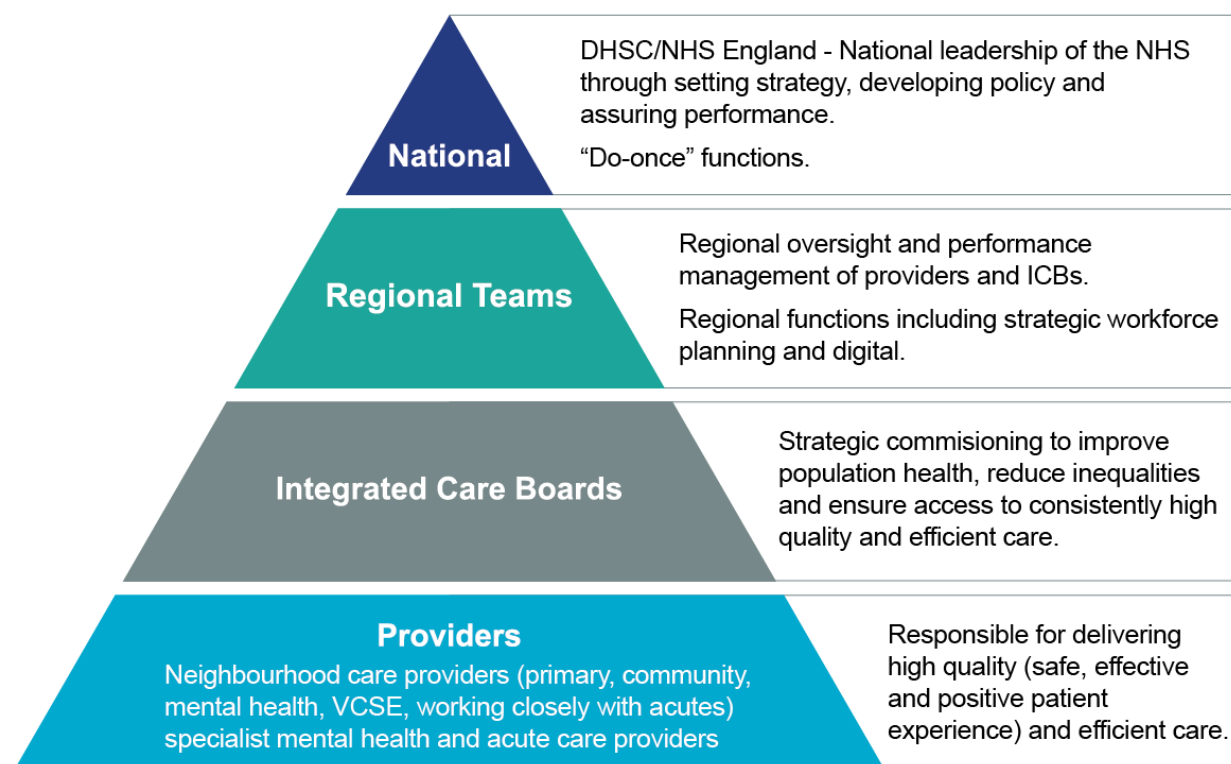 National
DHSC/NHS England - National leadership of the NHS
through setting strategy, developing policy and
assuring performance.
“Do-once” functions.
Regional Teams
Regional oversight and performance
management of providers and ICBs.
Regional functions including strategic workforce
planning and digital.
Integrated Care Boards
Strategic commisioning to improve
population health, reduce inequalities
and ensure access to consistently high
quality and efficient care.
Providers
Neighbourhood care providers (primary, community,
mental health, VCSE, working closely with acutes)
specialist mental health and acute care providers
Responsible for delivering
high quality (safe, effective
and positive patient
experience) and efficient care.